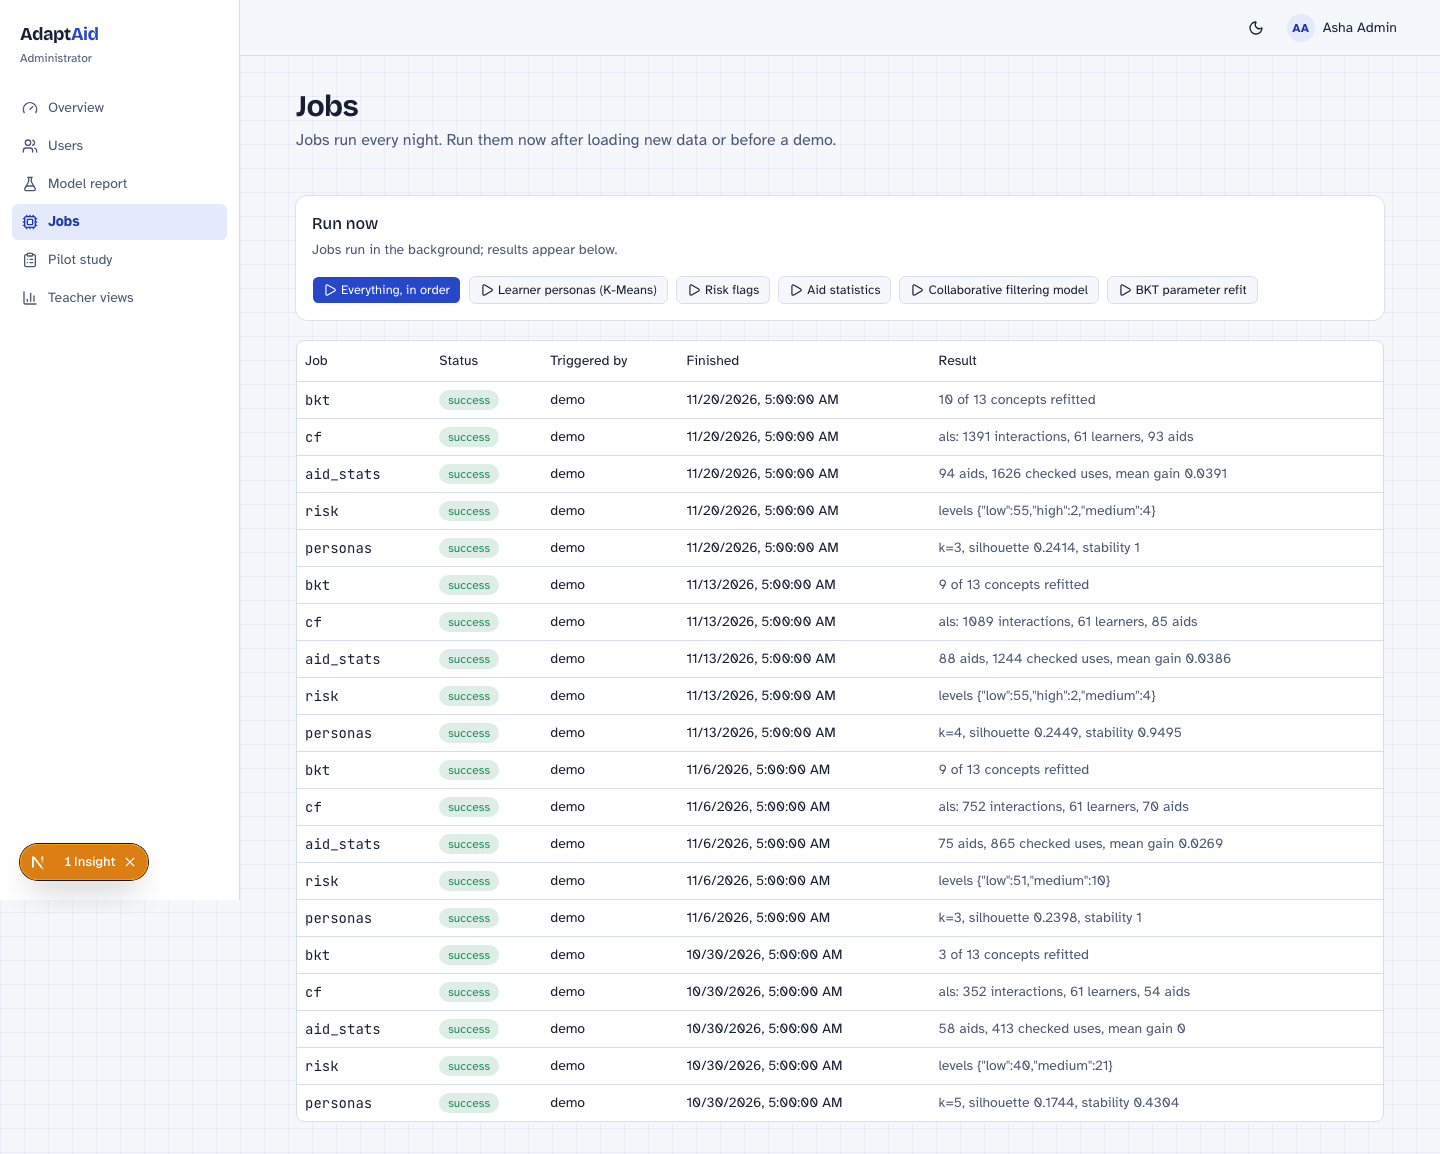 AdaptAid
Administrator
Overview
Users
Model report
Jobs
Pilot study
Teacher views
1 Insight
AA Asha Admin
Jobs
Jobs run every night. Run them now after loading new data or before a demo.
Run now
Jobs run in the background; results appear below.
Everything, in order Learner personas (K-Means) Risk flags Aid statistics Collaborative filtering model BKT parameter refit
Job Status Triggered by Finished Result
bkt success demo 11/20/2026, 5:00:00 AM 10 of 13 concepts refitted
cf success demo 11/20/2026, 5:00:00 AM als: 1391 interactions, 61 learners, 93 aids
aid_stats success demo 11/20/2026, 5:00:00 AM 94 aids, 1626 checked uses, mean gain 0.0391
risk success demo 11/20/2026, 5:00:00 AM levels {"low":55,"high":2,"medium":4}
personas success demo 11/20/2026, 5:00:00 AM k=3, silhouette 0.2414, stability 1
bkt success demo 11/13/2026, 5:00:00 AM 9 of 13 concepts refitted
cf success demo 11/13/2026, 5:00:00 AM als: 1089 interactions, 61 learners, 85 aids
aid_stats success demo 11/13/2026, 5:00:00 AM 88 aids, 1244 checked uses, mean gain 0.0386
risk success demo 11/13/2026, 5:00:00 AM levels {"low":55,"high":2,"medium":4}
personas success demo 11/13/2026, 5:00:00 AM k=4, silhouette 0.2449, stability 0.9495
bkt success demo 11/6/2026, 5:00:00 AM 9 of 13 concepts refitted
cf success demo 11/6/2026, 5:00:00 AM als: 752 interactions, 61 learners, 70 aids
aid_stats success demo 11/6/2026, 5:00:00 AM 75 aids, 865 checked uses, mean gain 0.0269
risk success demo 11/6/2026, 5:00:00 AM levels {"low":51,"medium":10}
personas success demo 11/6/2026, 5:00:00 AM k=3, silhouette 0.2398, stability 1
bkt success demo 10/30/2026, 5:00:00 AM 3 of 13 concepts refitted
cf success demo 10/30/2026, 5:00:00 AM als: 352 interactions, 61 learners, 54 aids
aid_stats success demo 10/30/2026, 5:00:00 AM 58 aids, 413 checked uses, mean gain 0
risk success demo 10/30/2026, 5:00:00 AM levels {"low":40,"medium":21}
personas success demo 10/30/2026, 5:00:00 AM k=5, silhouette 0.1744, stability 0.4304